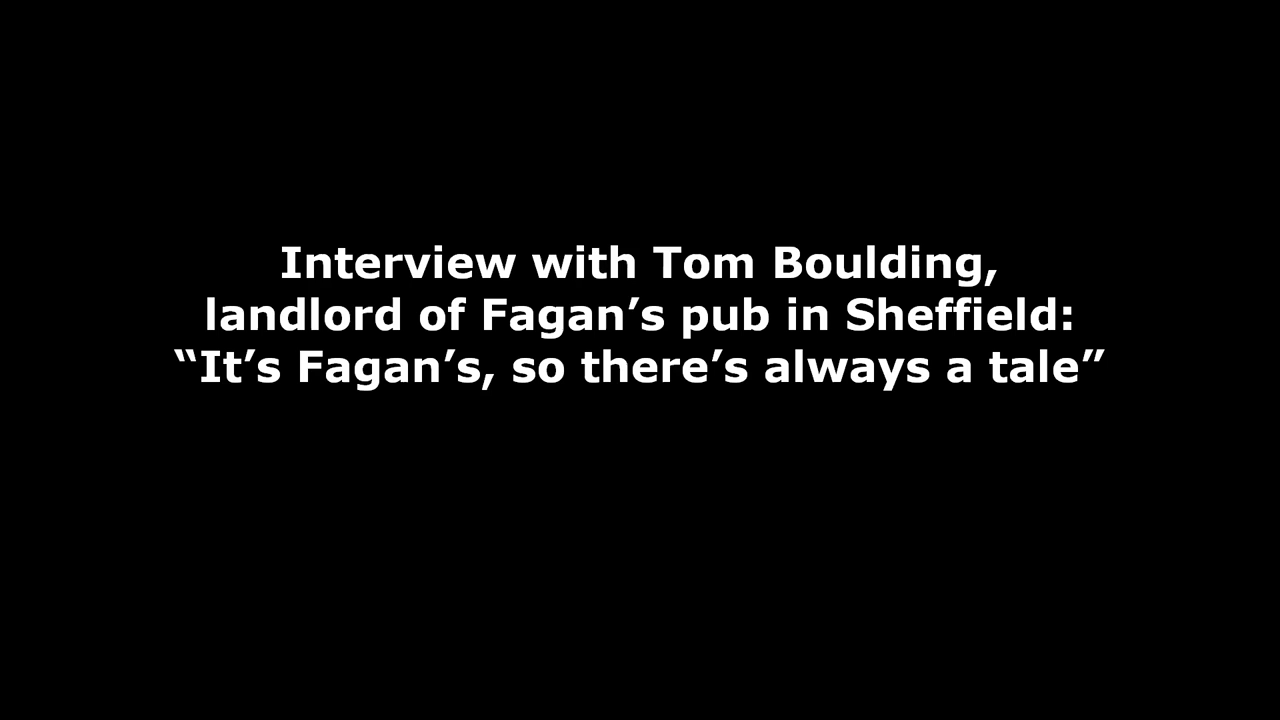 Interview with Tom Boulding,
landlord of Fagan’s pub in Sheffield:
“It’s Fagan’s, so there’s always a tale”